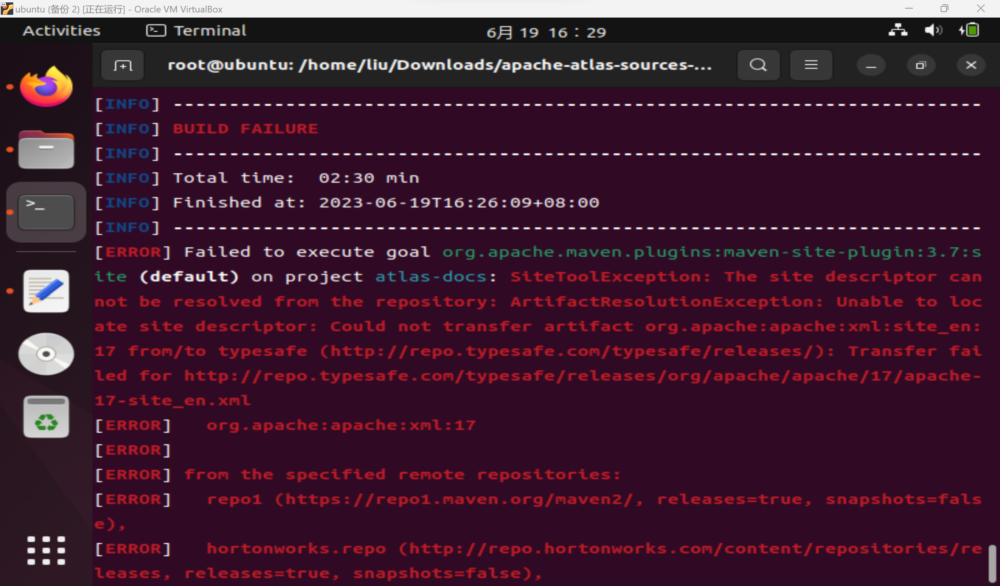 64
ubuntu (备份 2) [正在运行] - Oracle VM VirtualBox
Activities
Terminal
6月 19 16：29
root@ubuntu: /home/liu/Downloads/apache-atlas-sources-...
[INFO] ------------------------------------------------------------------------
[INFO] BUILD FAILURE
[INFO] ------------------------------------------------------------------------
[INFO] Total time:  02:30 min
[INFO] Finished at: 2023-06-19T16:26:09+08:00
[INFO] ------------------------------------------------------------------------
[ERROR] Failed to execute goal org.apache.maven.plugins:maven-site-plugin:3.7:s
ite (default) on project atlas-docs: SiteToolException: The site descriptor can
not be resolved from the repository: ArtifactResolutionException: Unable to loc
ate site descriptor: Could not transfer artifact org.apache:apache:xml:site_en:
17 from/to typesafe (http://repo.typesafe.com/typesafe/releases/): Transfer fai
led for http://repo.typesafe.com/typesafe/releases/org/apache/apache/17/apache-
17-site_en.xml
[ERROR]   org.apache:apache:xml:17
[ERROR]
[ERROR] from the specified remote repositories:
[ERROR]   repo1 (https://repo1.maven.org/maven2/, releases=true, snapshots=fals
e),
[ERROR]   hortonworks.repo (http://repo.hortonworks.com/content/repositories/re
leases, releases=true, snapshots=false),